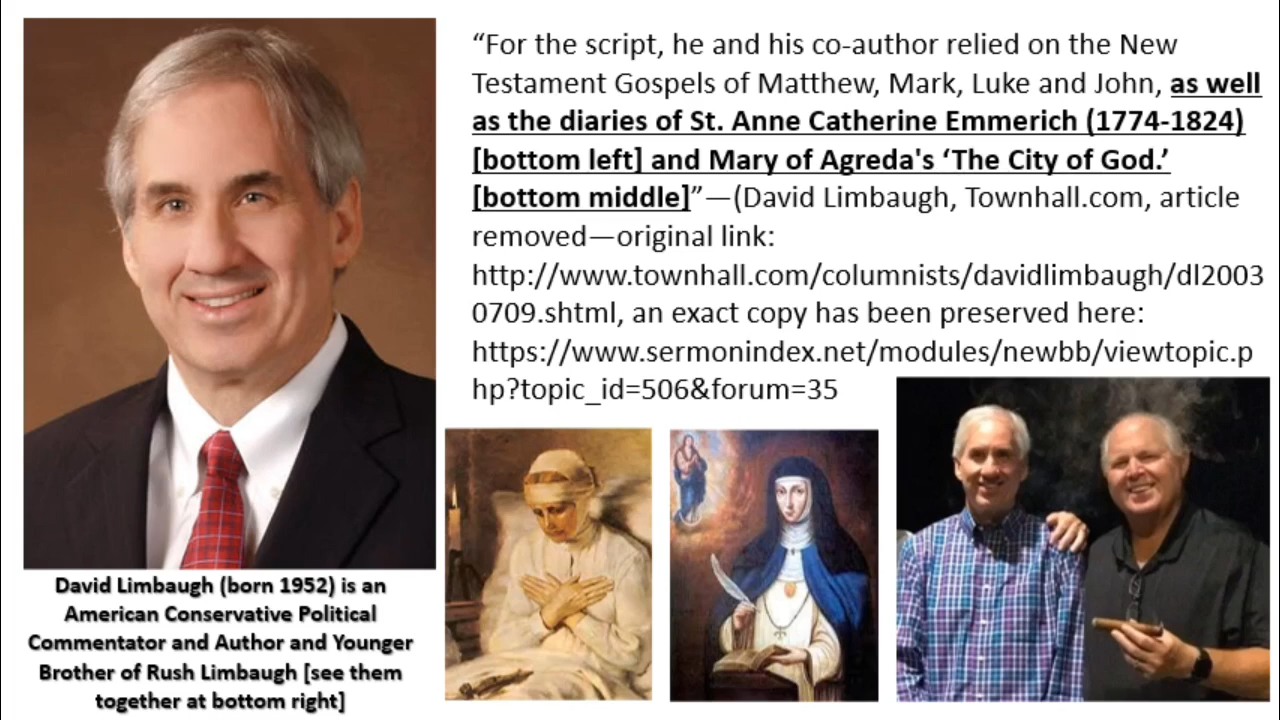 “For the script, he and his co-author relied on the New
Testament Gospels of Matthew, Mark, Luke and John, as well
as the diaries of St. Anne Catherine Emmerich (1774-1824)
[bottom left] and Mary of Agreda's ‘The City of God.’
[bottom middle]”—(David Limbaugh, Townhall.com, article
removed—original link:
http://www.townhall.com/columnists/davidlimbaugh/dl2003
0709.shtml, an exact copy has been preserved here:
https://www.sermonindex.net/modules/newbb/viewtopic.p
hp?topic_id=506&forum=35
David Limbaugh (born 1952) is an
American Conservative Political
Commentator and Author and Younger
Brother of Rush Limbaugh [see them
together at bottom right]